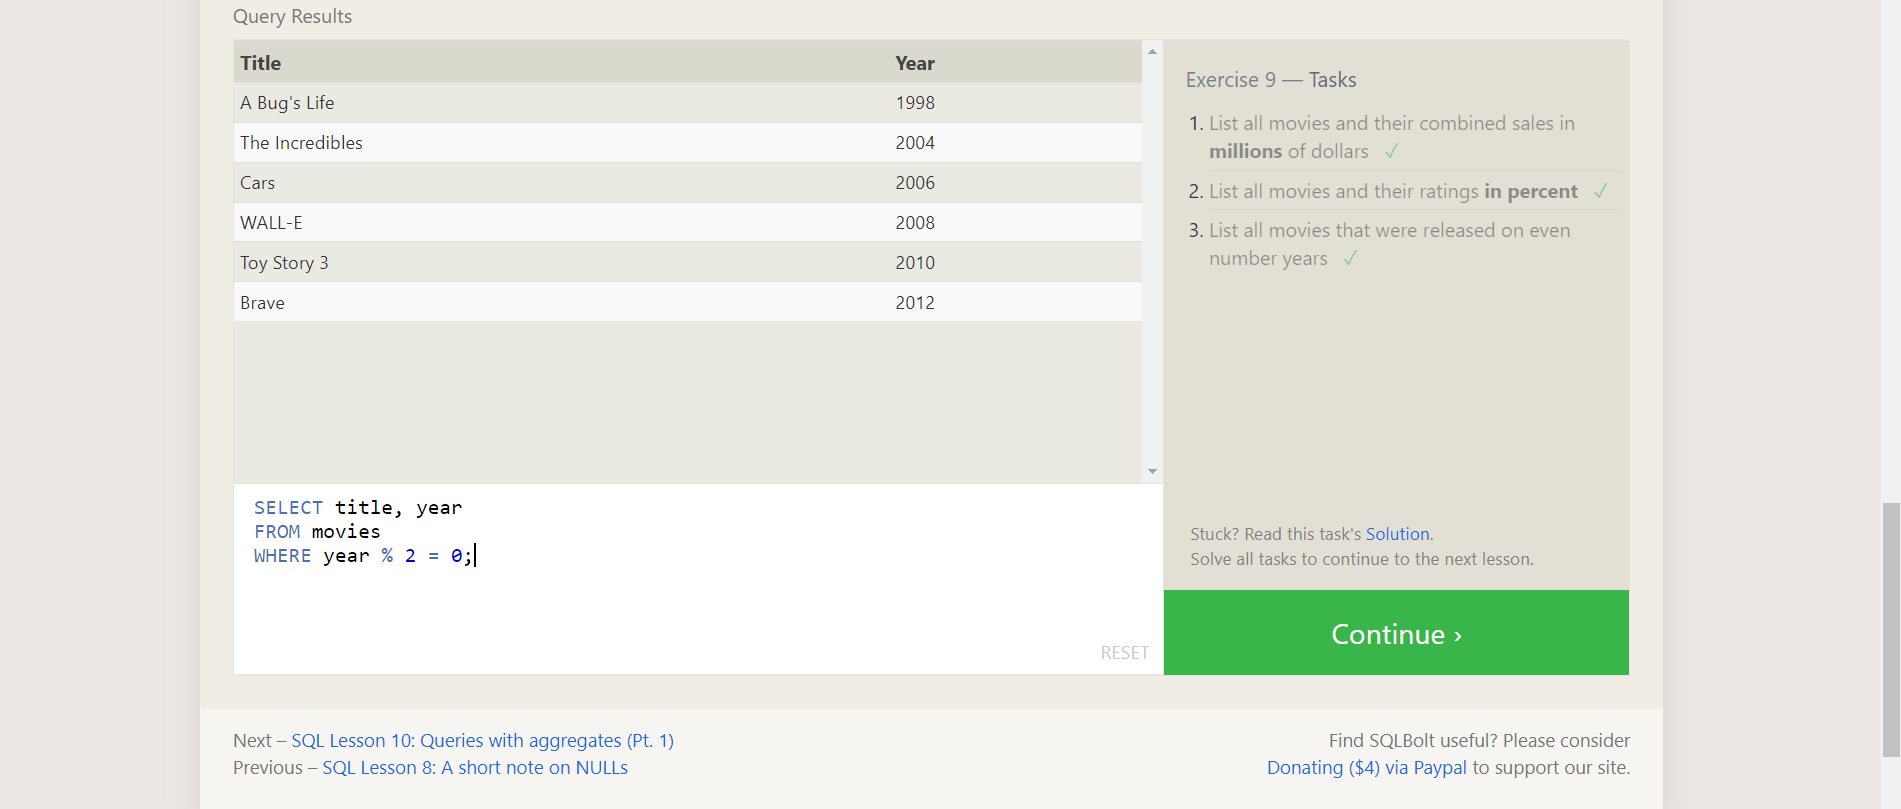 Query Results
Title Year
A Bug's Life 1998
The Incredibles 2004
Cars 2006
WALL-E 2008
Toy Story 3 2010
Brave 2012
SELECT title, year
FROM movies
WHERE year % 2 = 0;
RESET
Exercise 9 — Tasks
1. List all movies and their combined sales in
millions of dollars ✓
2. List all movies and their ratings in percent ✓
3. List all movies that were released on even
number years ✓
Stuck? Read this task's Solution.
Solve all tasks to continue to the next lesson.
Continue ›
Next – SQL Lesson 10: Queries with aggregates (Pt. 1)
Previous – SQL Lesson 8: A short note on NULLs
Find SQLBolt useful? Please consider
Donating ($4) via Paypal to support our site.